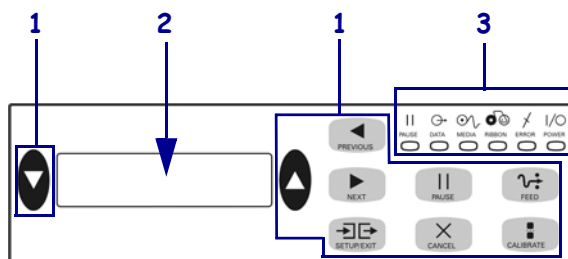 1 2 1 3
PAUSE DATA MEDIA RIBBON ERROR POWER
PREVIOUS
NEXT PAUSE FEED
SETUP/EXIT CANCEL CALIBRATE